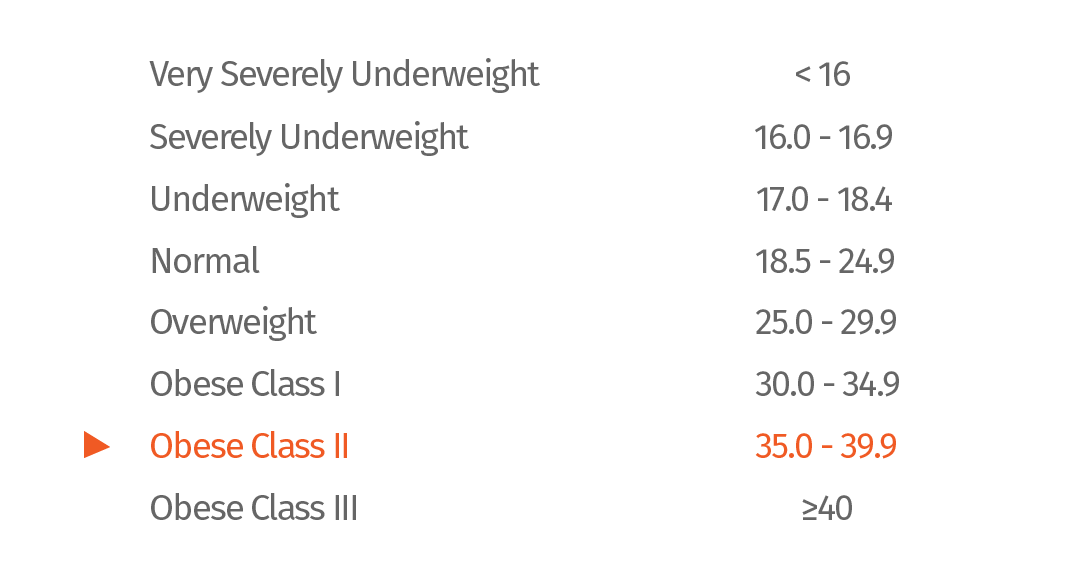 Very Severely Underweight < 16
Severely Underweight 16.0 - 16.9
Underweight 17.0 - 18.4
Normal 18.5 - 24.9
Overweight 25.0 - 29.9
Obese Class I 30.0 - 34.9
Obese Class II 35.0 - 39.9
Obese Class III ≥40